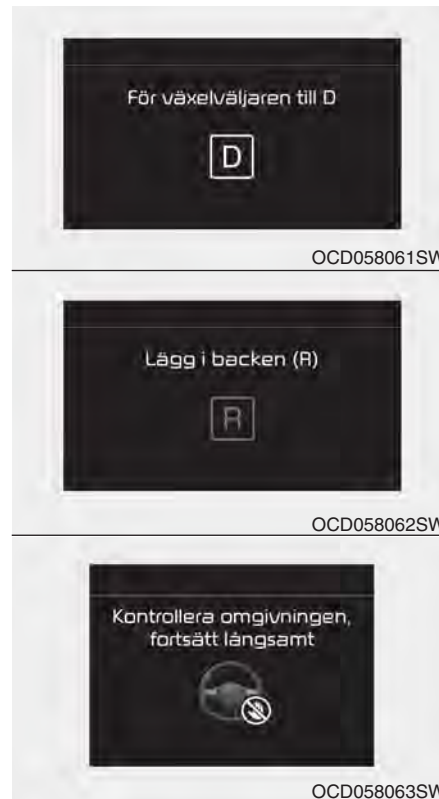 För växelväljaren till D
D
OCD058061SW
Lägg i backen (R)
R
OCD058062SW
Kontrollera omgivningen,
fortsätt långsamt
OCD058063SW